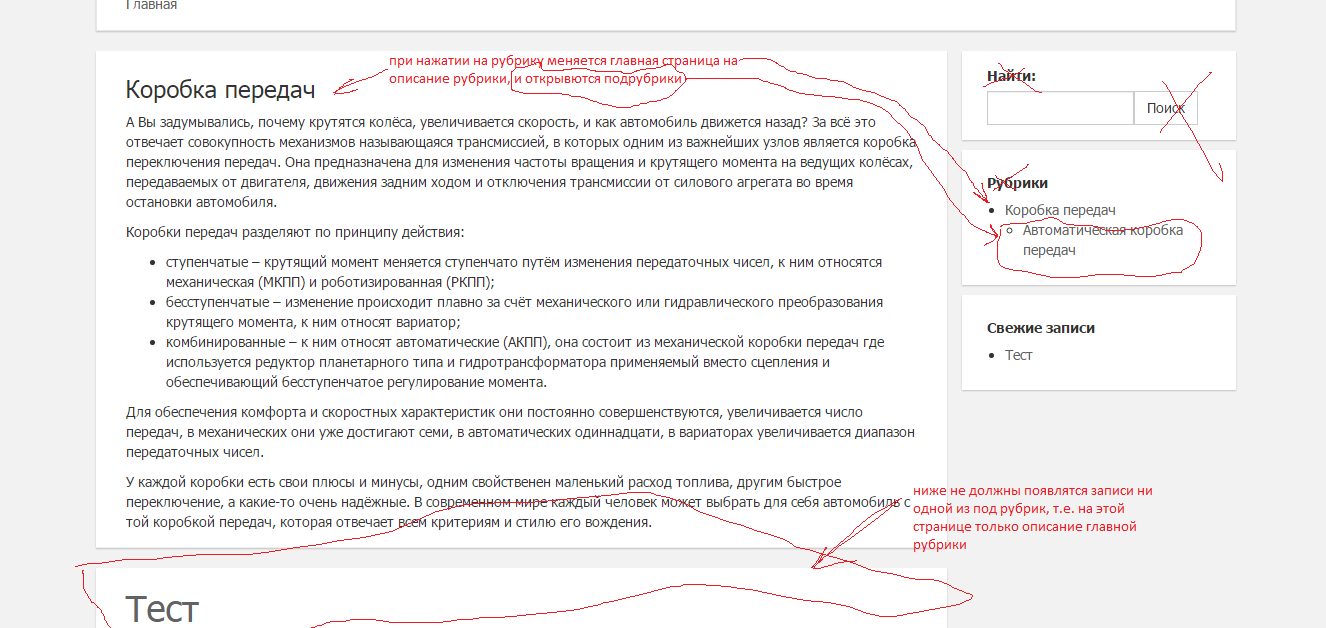 Главная
при нажатии на рубрику меняется главная страница на
описание рубрики, и открывются подрубрики
Коробка передач
А Вы задумывались, почему крутятся колёса, увеличивается скорость, и как автомобиль движется назад? За всё это
отвечает совокупность механизмов называющаяся трансмиссией, в которых одним из важнейших узлов является коробка
переключения передач. Она предназначена для изменения частоты вращения и крутящего момента на ведущих колёсах,
передаваемых от двигателя, движения задним ходом и отключения трансмиссии от силового агрегата во время
остановки автомобиля.
Коробки передач разделяют по принципу действия:
ступенчатые – крутящий момент меняется ступенчато путём изменения передаточных чисел, к ним относятся
механическая (МКПП) и роботизированная (РКПП);
бесступенчатые – изменение происходит плавно за счёт механического или гидравлического преобразования
крутящего момента, к ним относят вариатор;
комбинированные – к ним относят автоматические (АКПП), она состоит из механической коробки передач где
используется редуктор планетарного типа и гидротрансформатора применяемый вместо сцепления и
обеспечивающий бесступенчатое регулирование момента.
Для обеспечения комфорта и скоростных характеристик они постоянно совершенствуются, увеличивается число
передач, в механических они уже достигают семи, в автоматических одиннадцати, в вариаторах увеличивается диапазон
передаточных чисел.
У каждой коробки есть свои плюсы и минусы, одним свойственен маленький расход топлива, другим быстрое
переключение, а какие-то очень надёжные. В современном мире каждый человек может выбрать для себя автомобиль с
той коробкой передач, которая отвечает всем критериям и стилю его вождения.
Тест
Найти:
Поиск
Рубрики
Коробка передач
Автоматическая коробка
передач
Свежие записи
Тест
ниже не должны появлятся записи ни
одной из под рубрик, т.е. на этой
странице только описание главной
рубрики